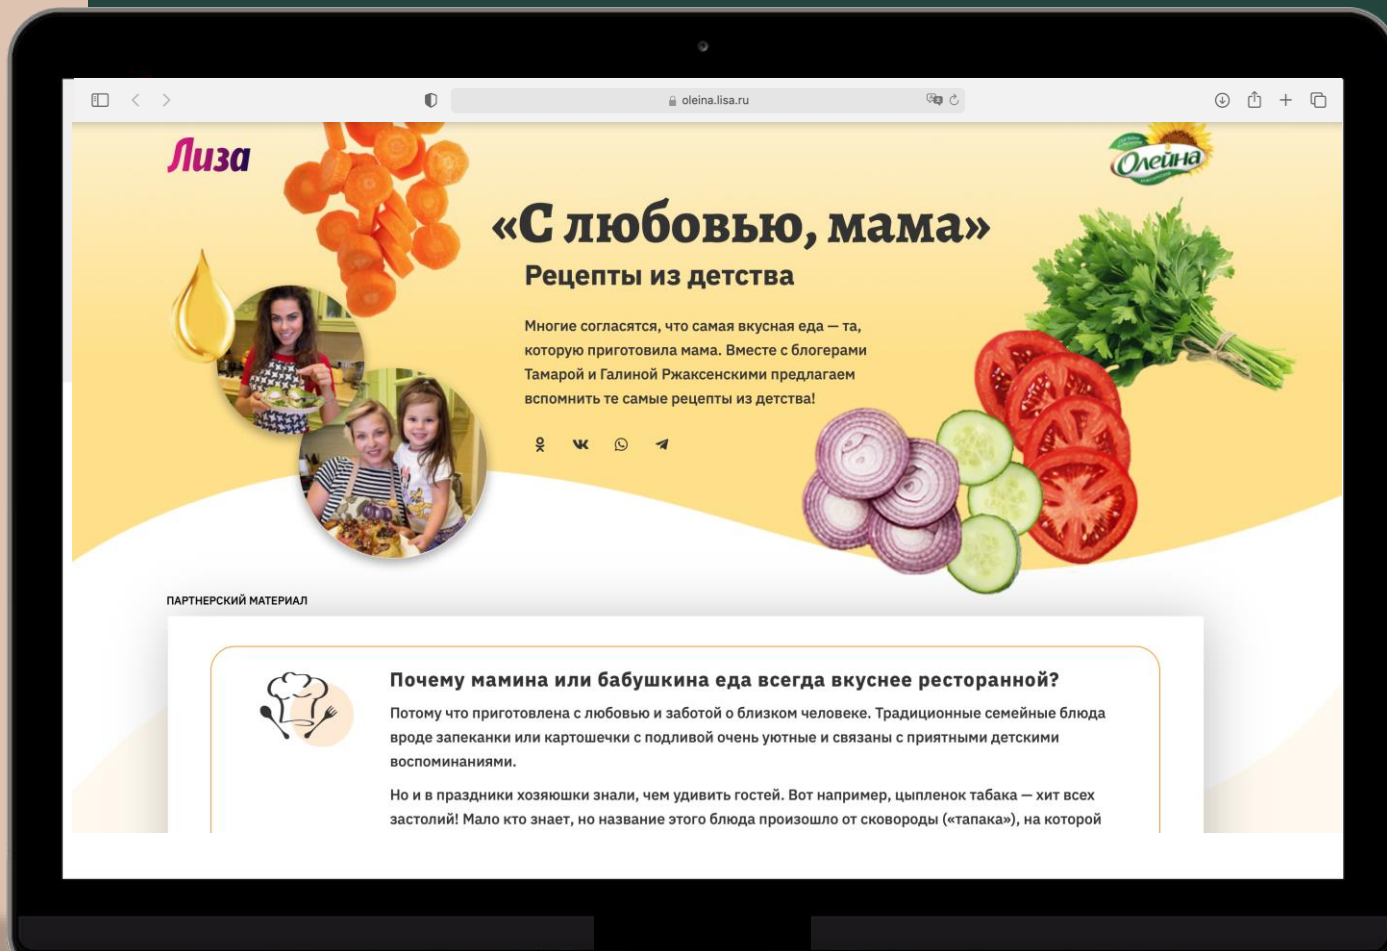 oleina.lisa.ru
Лиза
Олейна
«С любовью, мама»
Рецепты из детства
Многие согласятся, что самая вкусная еда — та,
которую приготовила мама. Вместе с блогерами
Тамарой и Галиной Ржаксенскими предлагаем
вспомнить те самые рецепты из детства!
ПАРТНЕРСКИЙ МАТЕРИАЛ
Почему мамина или бабушкина еда всегда вкуснее ресторанной?
Потому что приготовлена с любовью и заботой о близком человеке. Традиционные семейные блюда
вроде запеканки или картошечки с подливой очень уютные и связаны с приятными детскими
воспоминаниями.
Но и в праздники хозяюшки знали, чем удивить гостей. Вот например, цыпленок табака — хит всех
застолий! Мало кто знает, но название этого блюда произошло от сковороды («тапака»), на которой